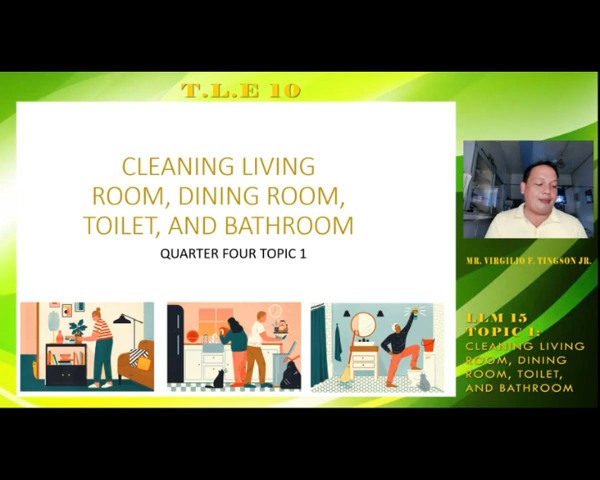 T.L.E 10
CLEANING LIVING
ROOM, DINING ROOM,
TOILET, AND BATHROOM
QUARTER FOUR TOPIC 1
MR. VIRGILIO F. TINGSON JR.
LLM 15
TOPIC 1:
CLEANING LIVING
ROOM, DINING
ROOM, TOILET,
AND BATHROOM